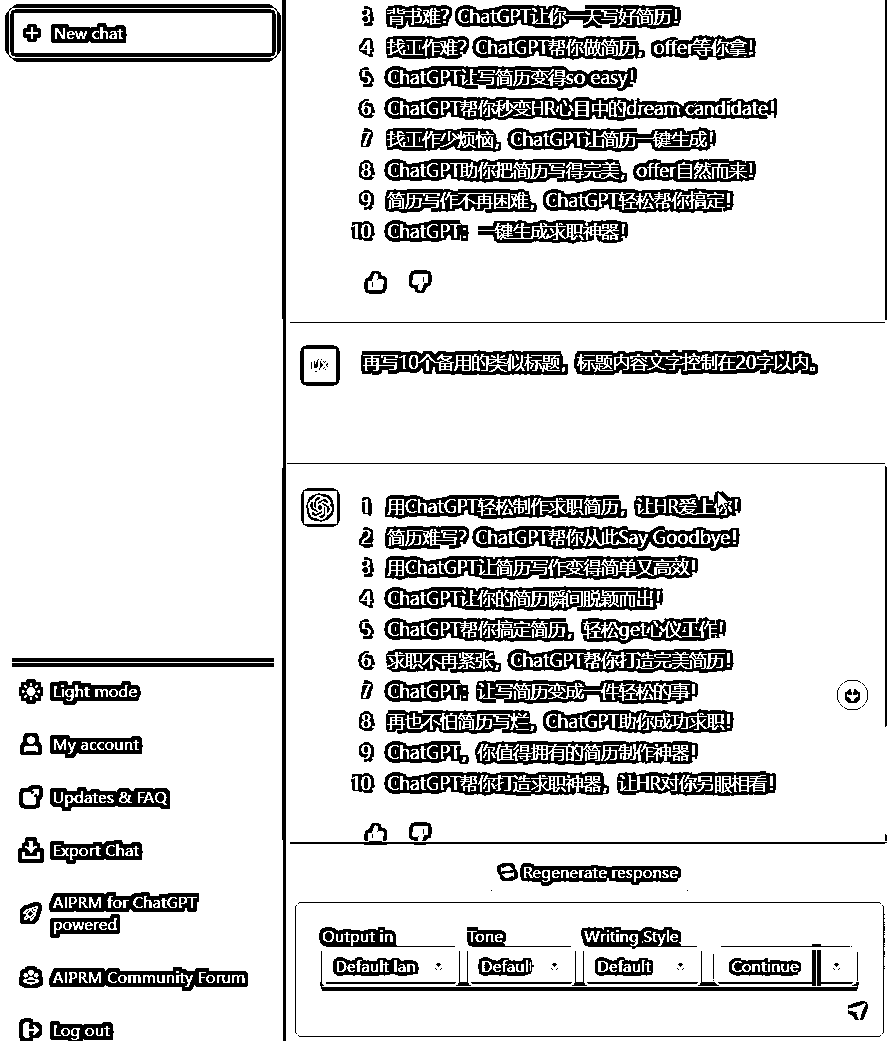 New chat
3 背书难？ChatGPT让你一天写好简历！
4 找工作难？ChatGPT帮你做简历，offer等你拿！
5 ChatGPT让写简历变得so easy！
6 ChatGPT帮你秒变HR心目中的dream candidate！
7 找工作少烦恼，ChatGPT让简历一键生成！
8 ChatGPT助你把简历写得完美，offer自然而来！
9 简历写作不再困难，ChatGPT轻松帮你搞定！
10 ChatGPT：一键生成求职神器！
再写10个备用的类似标题，标题内容文字控制在20字以内。
1 用ChatGPT轻松制作求职简历，让HR爱上你！
2 简历难写？ChatGPT帮你从此Say Goodbye！
3 用ChatGPT让简历写作变得简单又高效！
4 ChatGPT让你的简历瞬间脱颖而出！
5 ChatGPT帮你搞定简历，轻松get心仪工作！
6 求职不再紧张，ChatGPT帮你打造完美简历！
7 ChatGPT：让写简历变成一件轻松的事！
8 再也不怕简历写烂，ChatGPT助你成功求职！
9 ChatGPT，你值得拥有的简历制作神器！
10 ChatGPT帮你打造求职神器，让HR对你另眼相看！
Light mode
My account
Updates & FAQ
Export Chat
AIPRM for ChatGPT
powered
AIPRM Community Forum
Log out
Regenerate response
Output in Tone Writing Style
Default lan Defaul Default Continue